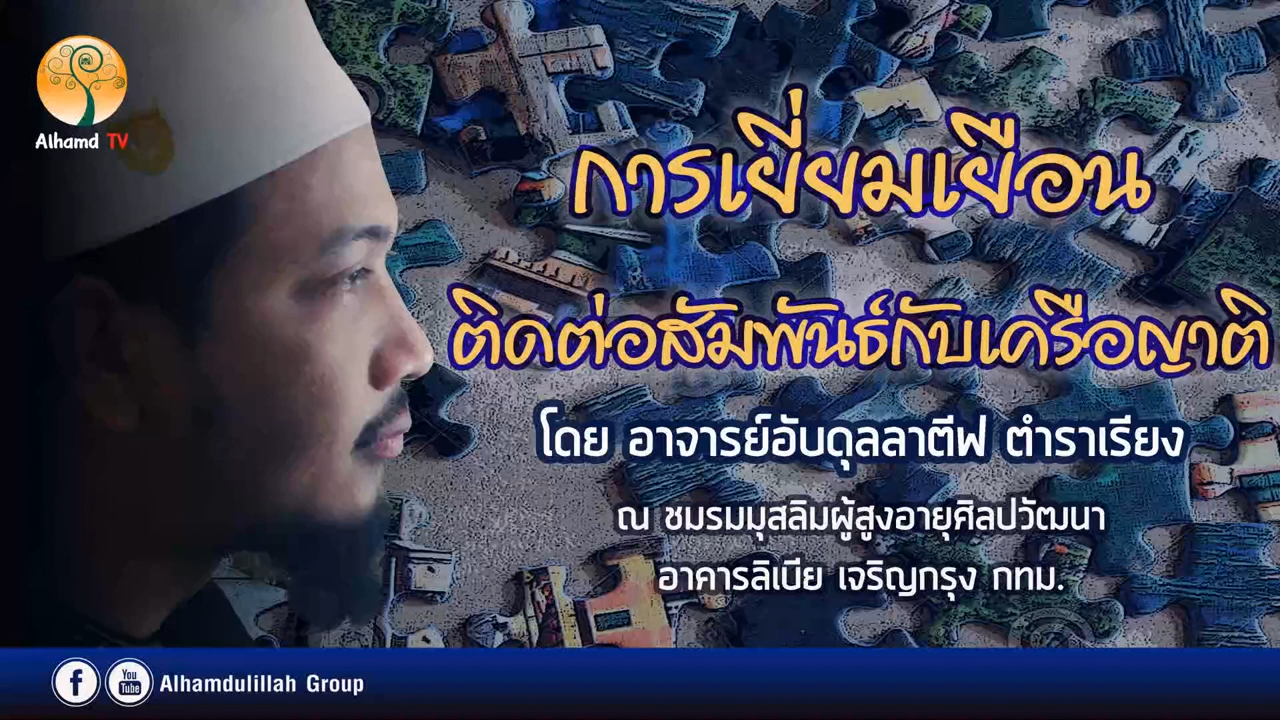 Alhamd TV
การเยี่ยมเยือน
ติดต่อสัมพันธ์กับเครือญาติ
โดย อาจารย์อับดุลลาตีฟ ตำราเรียง
ณ ชมรมมุสลิมผู้สูงอายุศิลปวัฒนา
อาคารลิเบีย เจริญกรุง กทม.
f You Tube Alhamdulillah Group